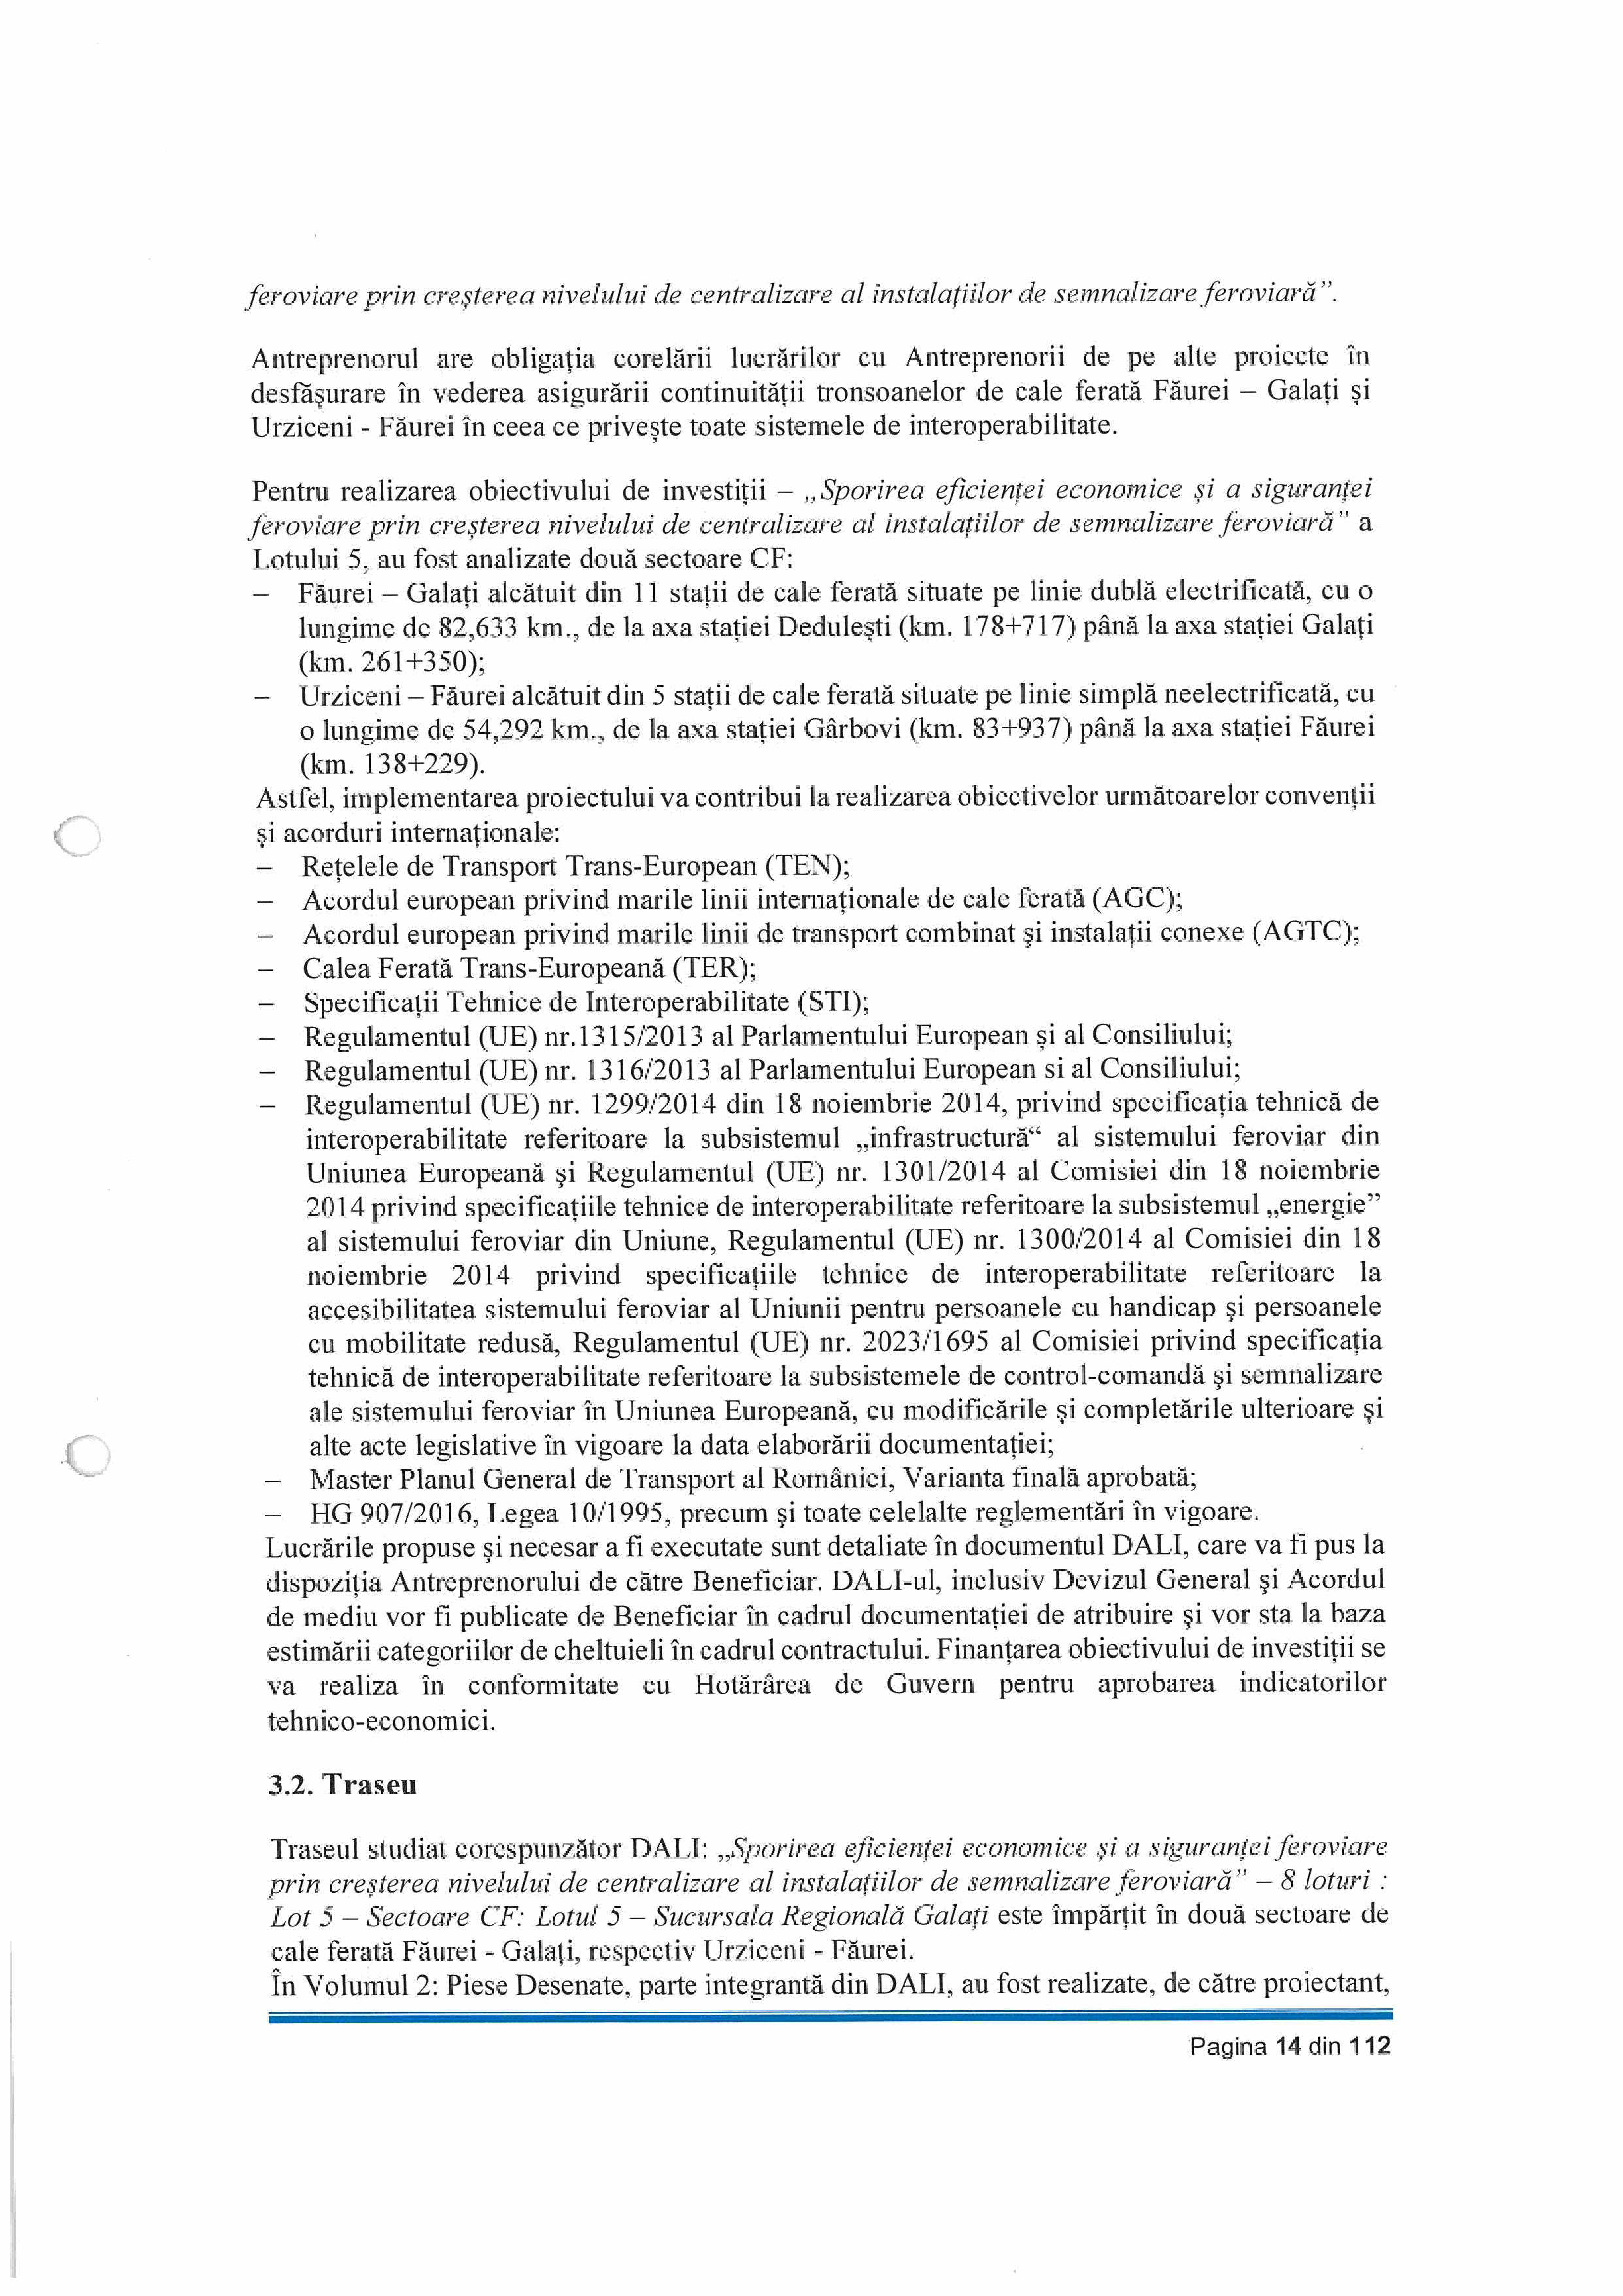 feroviare prin creșterea nivelului de centralizare al instalațiilor de semnalizare feroviară”.
Antreprenorul are obligația corelării lucrărilor cu Antreprenorii de pe alte proiecte în
desfășurare în vederea asigurării continuității tronsoanelor de cale ferată Făurei – Galați și
Urziceni - Făurei în ceea ce privește toate sistemele de interoperabilitate.
Pentru realizarea obiectivului de investiții – „Sporirea eficienței economice și a siguranței
feroviare prin creșterea nivelului de centralizare al instalațiilor de semnalizare feroviară” a
Lotului 5, au fost analizate două sectoare CF:
– Făurei – Galați alcătuit din 11 stații de cale ferată situate pe linie dublă electrificată, cu o
lungime de 82,633 km., de la axa stației Dedulești (km. 178+717) până la axa stației Galați
(km. 261+350);
– Urziceni – Făurei alcătuit din 5 stații de cale ferată situate pe linie simplă neelectrificată, cu
o lungime de 54,292 km., de la axa stației Gârbovi (km. 83+937) până la axa stației Făurei
(km. 138+229).
Astfel, implementarea proiectului va contribui la realizarea obiectivelor următoarelor convenții
și acorduri internaționale:
– Rețelele de Transport Trans-European (TEN);
– Acordul european privind marile linii internaționale de cale ferată (AGC);
– Acordul european privind marile linii de transport combinat şi instalații conexe (AGTC);
– Calea Ferată Trans-Europeană (TER);
– Specificații Tehnice de Interoperabilitate (STI);
– Regulamentul (UE) nr.1315/2013 al Parlamentului European și al Consiliului;
– Regulamentul (UE) nr. 1316/2013 al Parlamentului European si al Consiliului;
– Regulamentul (UE) nr. 1299/2014 din 18 noiembrie 2014, privind specificația tehnică de
interoperabilitate referitoare la subsistemul „infrastructură“ al sistemului feroviar din
Uniunea Europeană şi Regulamentul (UE) nr. 1301/2014 al Comisiei din 18 noiembrie
2014 privind specificațiile tehnice de interoperabilitate referitoare la subsistemul „energie”
al sistemului feroviar din Uniune, Regulamentul (UE) nr. 1300/2014 al Comisiei din 18
noiembrie 2014 privind specificațiile tehnice de interoperabilitate referitoare la
accesibilitatea sistemului feroviar al Uniunii pentru persoanele cu handicap şi persoanele
cu mobilitate redusă, Regulamentul (UE) nr. 2023/1695 al Comisiei privind specificația
tehnică de interoperabilitate referitoare la subsistemele de control-comandă şi semnalizare
ale sistemului feroviar în Uniunea Europeană, cu modificările şi completările ulterioare și
alte acte legislative în vigoare la data elaborării documentației;
– Master Planul General de Transport al României, Varianta finală aprobată;
– HG 907/2016, Legea 10/1995, precum şi toate celelalte reglementări în vigoare.
Lucrările propuse şi necesar a fi executate sunt detaliate în documentul DALI, care va fi pus la
dispoziția Antreprenorului de către Beneficiar. DALI-ul, inclusiv Devizul General şi Acordul
de mediu vor fi publicate de Beneficiar în cadrul documentației de atribuire şi vor sta la baza
estimării categoriilor de cheltuieli în cadrul contractului. Finanțarea obiectivului de investiții se
va realiza în conformitate cu Hotărârea de Guvern pentru aprobarea indicatorilor
tehnico-economici.
3.2. Traseu
Traseul studiat corespunzător DALI: „Sporirea eficienței economice și a siguranței feroviare
prin creșterea nivelului de centralizare al instalațiilor de semnalizare feroviară” – 8 loturi :
Lot 5 – Sectoare CF: Lotul 5 – Sucursala Regională Galați este împărțit în două sectoare de
cale ferată Făurei - Galați, respectiv Urziceni - Făurei.
În Volumul 2: Piese Desenate, parte integrantă din DALI, au fost realizate, de către proiectant,
Pagina 14 din 112